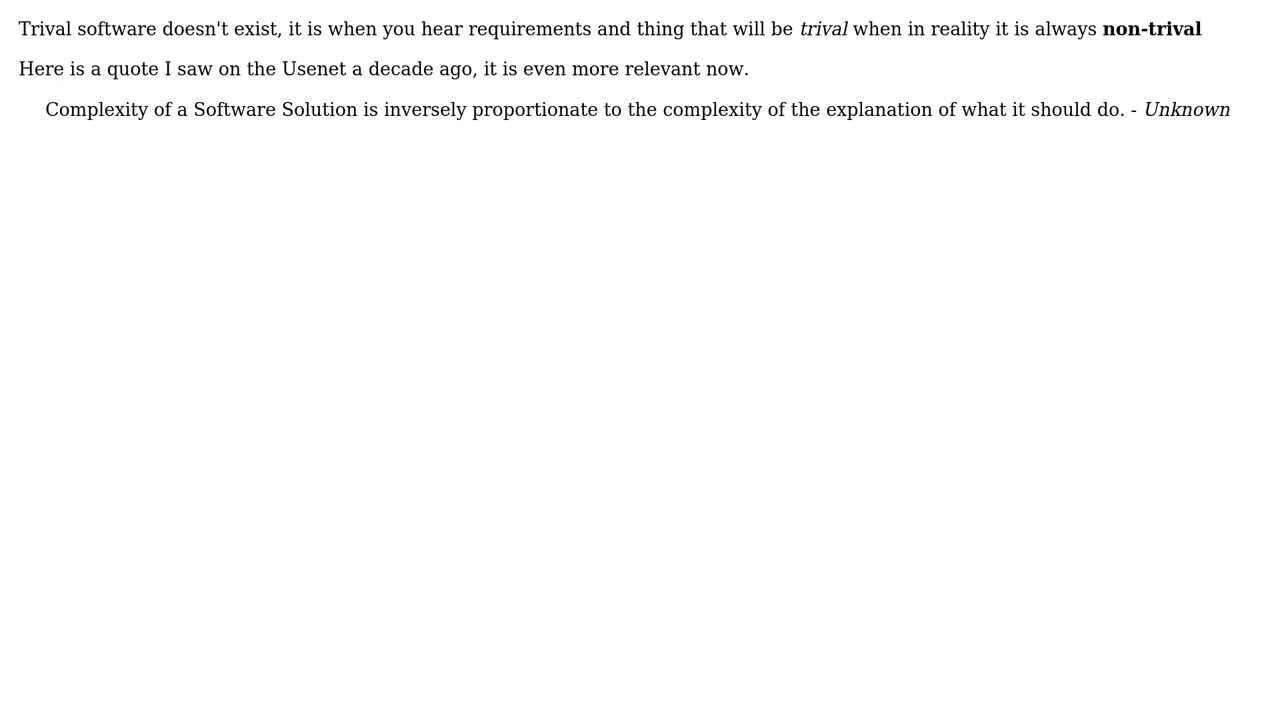 Trival software doesn't exist, it is when you hear requirements and thing that will be trival when in reality it is always non-trival
Here is a quote I saw on the Usenet a decade ago, it is even more relevant now.
Complexity of a Software Solution is inversely proportionate to the complexity of the explanation of what it should do. - Unknown